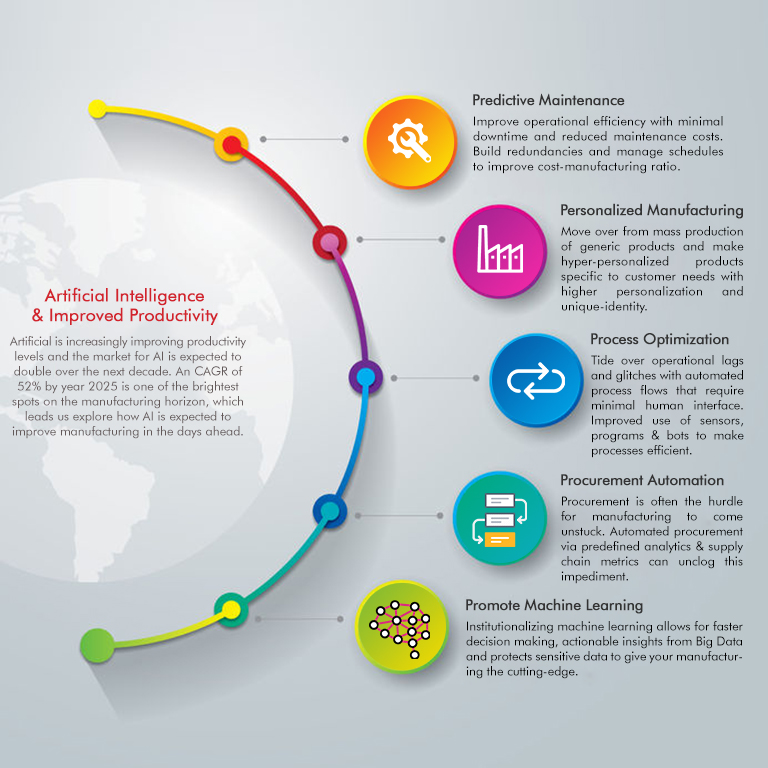 Artificial Intelligence
& Improved Productivity
Artificial is increasingly improving productivity
levels and the market for AI is expected to
double over the next decade. An CAGR of
52% by year 2025 is one of the brightest
spots on the manufacturing horizon, which
leads us explore how AI is expected to
improve manufacturing in the days ahead.
Predictive Maintenance
Improve operational efficiency with minimal
downtime and reduced maintenance costs.
Build redundancies and manage schedules
to improve cost-manufacturing ratio.
Personalized Manufacturing
Move over from mass production
of generic products and make
hyper-personalized products
specific to customer needs with
higher personalization and
unique-identity.
Process Optimization
Tide over operational lags
and glitches with automated
process flows that require
minimal human interface.
Improved use of sensors,
programs & bots to make
processes efficient.
Procurement Automation
Procurement is often the hurdle
for manufacturing to come
unstuck. Automated procurement
via predefined analytics & supply
chain metrics can unclog this
impediment.
Promote Machine Learning
Institutionalizing machine learning allows for faster
decision making, actionable insights from Big Data
and protects sensitive data to give your manufactur-
ing the cutting-edge.